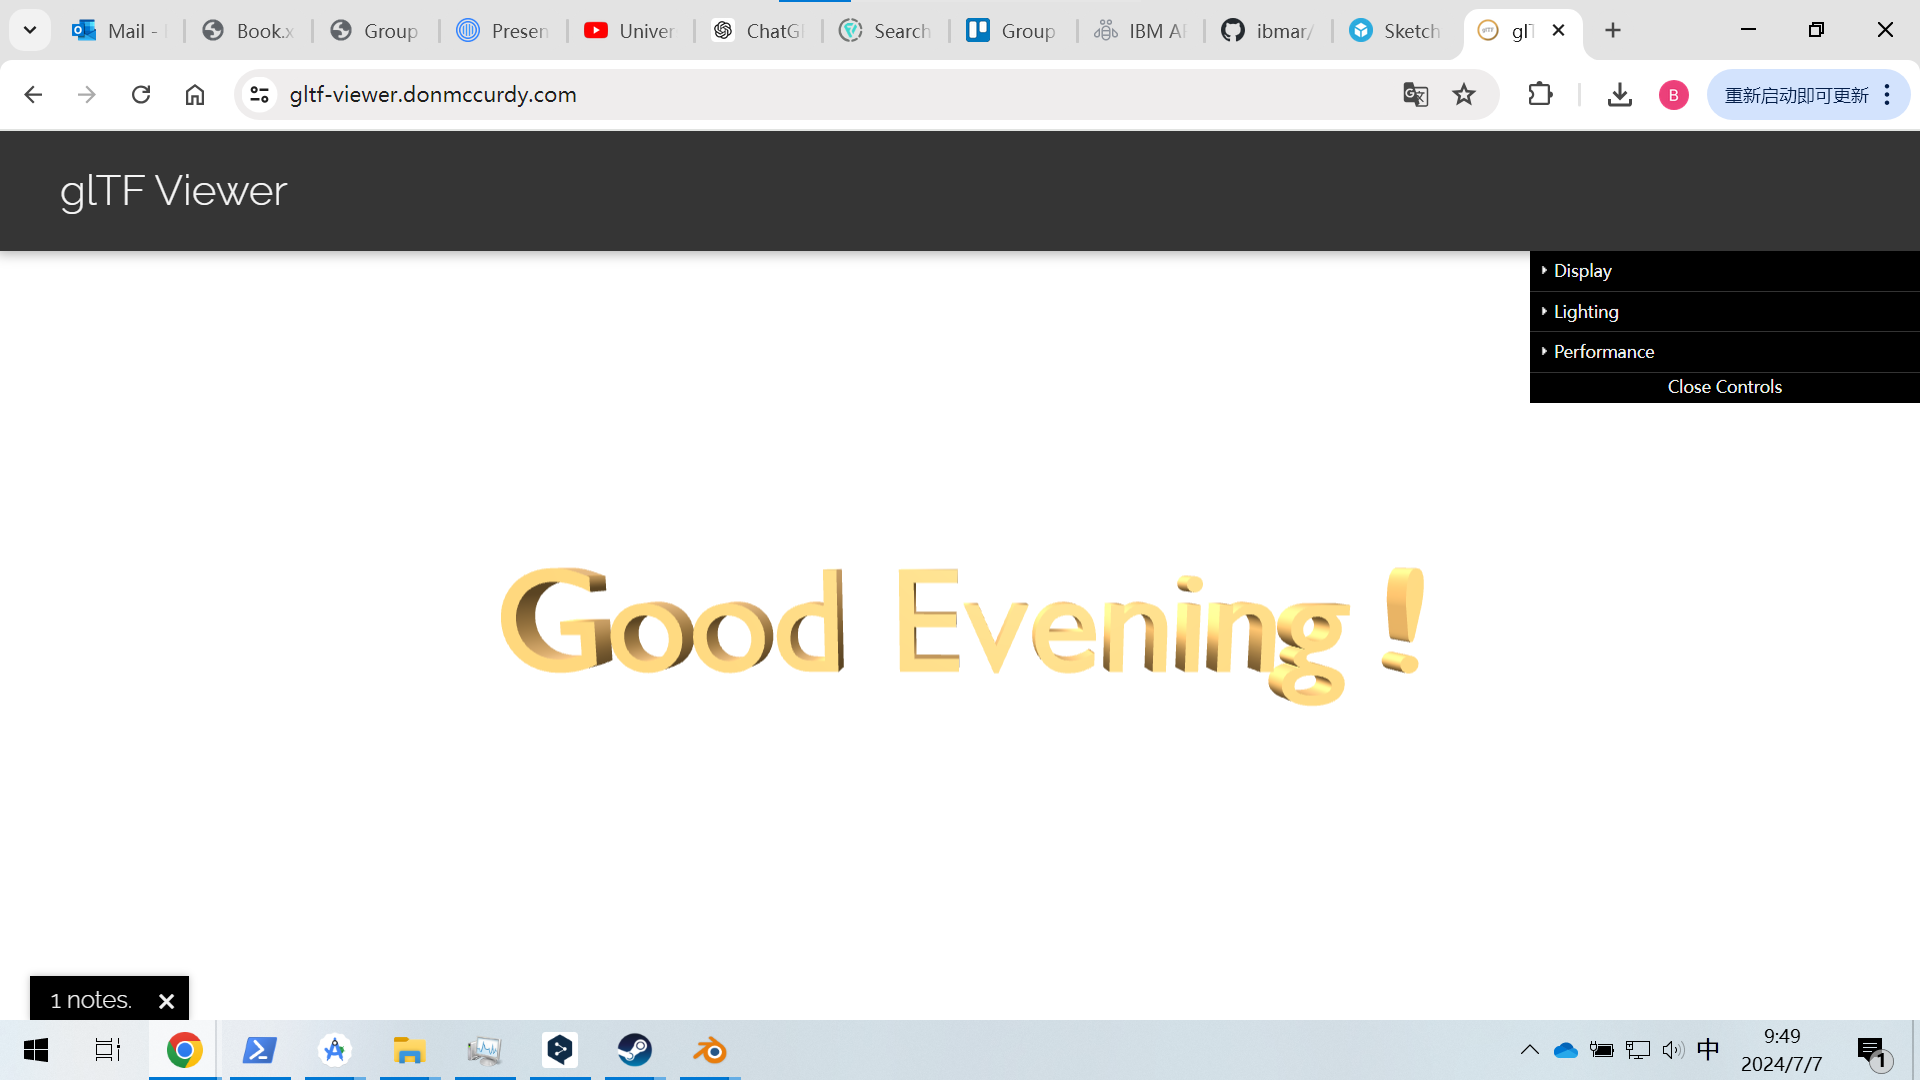 Mail -
Book.x
Group
Presen
Univer
ChatG
Search
Group
IBM A
ibmar/
Sketch
glT
gltf-viewer.donmccurdy.com
B
重新启动即可更新
glTF Viewer
Display
Lighting
Performance
Close Controls
Good Evening !
1 notes.
中
9:49
2024/7/7
1